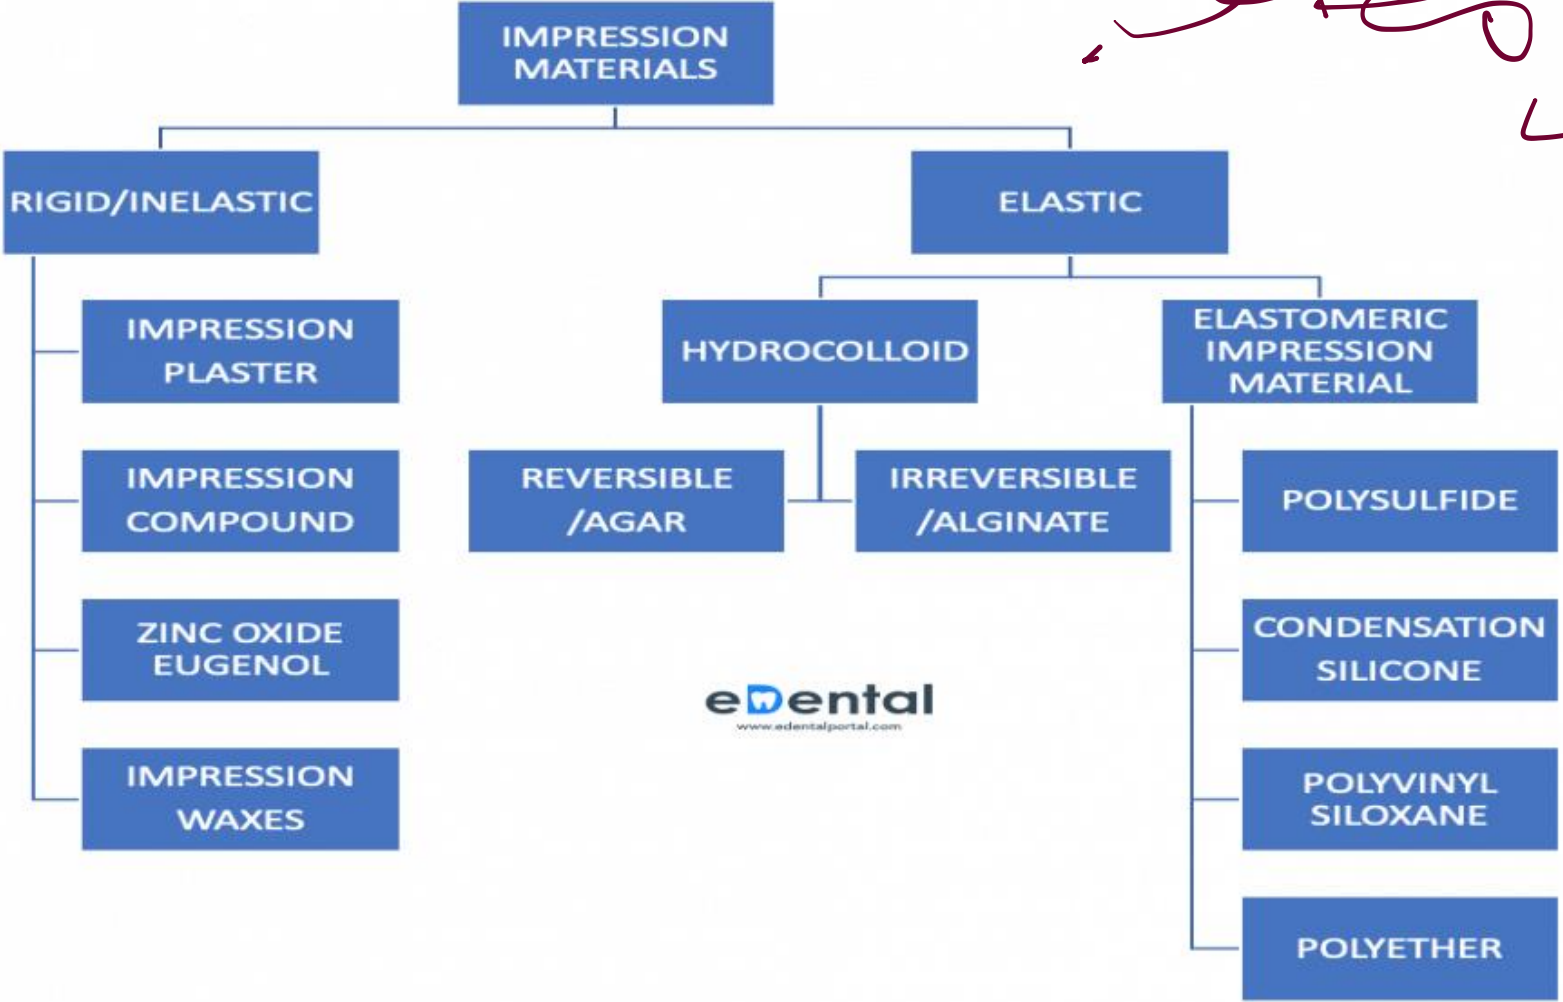 IMPRESSION
MATERIALS
RIGID/INELASTIC
ELASTIC
IMPRESSION
PLASTER
HYDROCOLLOID
ELASTOMERIC
IMPRESSION
MATERIAL
IMPRESSION
COMPOUND
REVERSIBLE
/AGAR
IRREVERSIBLE
/ALGINATE
POLYSULFIDE
ZINC OXIDE
EUGENOL
CONDENSATION
SILICONE
eDental
www.edentalportal.com
IMPRESSION
WAXES
POLYVINYL
SILOXANE
POLYETHER